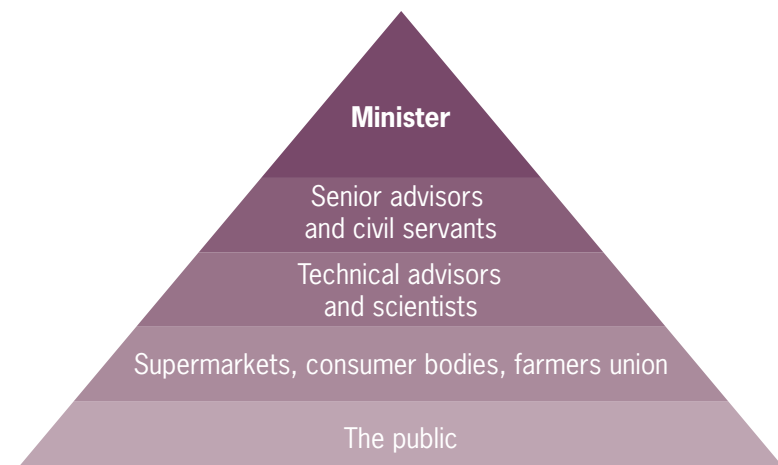 Minister
Senior advisors
and civil servants
Technical advisors
and scientists
Supermarkets, consumer bodies, farmers union
The public